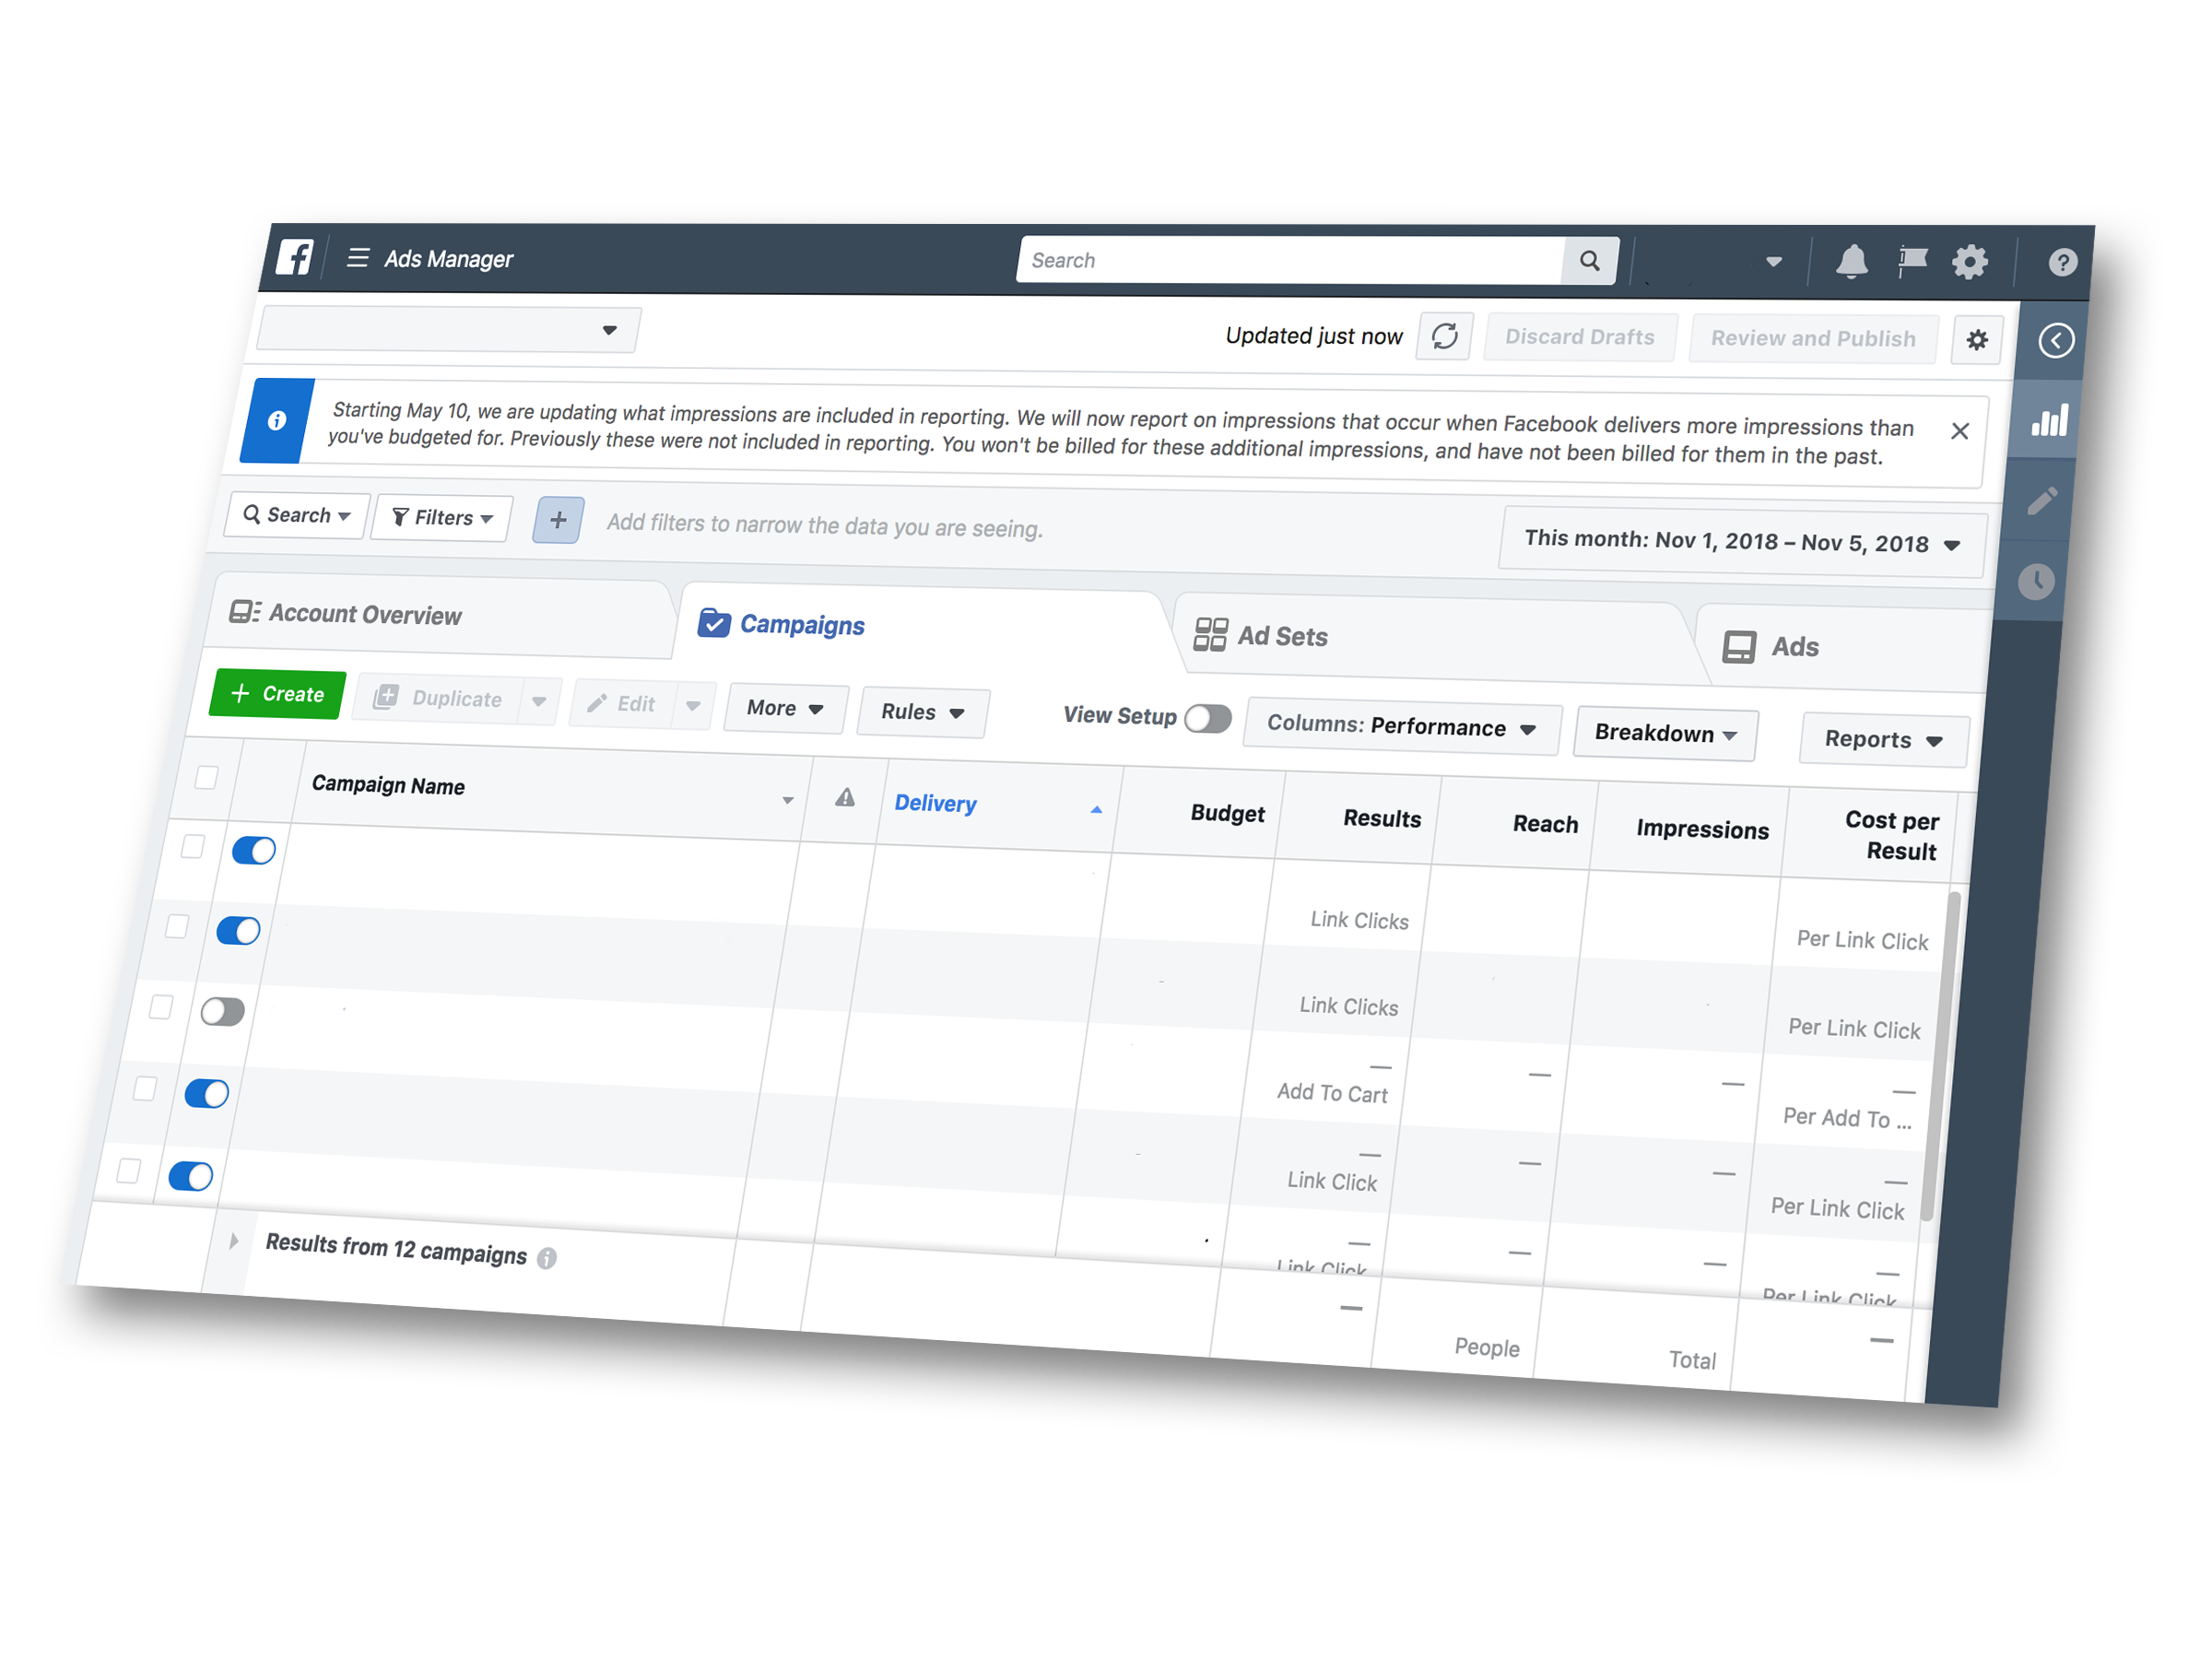 Ads Manager
Search
Updated just now
Discard Drafts
Review and Publish
Starting May 10, we are updating what impressions are included in reporting. We will now report on impressions that occur when Facebook delivers more impressions than
you've budgeted for. Previously these were not included in reporting. You won't be billed for these additional impressions, and have not been billed for them in the past.
Search
Filters
Add filters to narrow the data you are seeing.
This month: Nov 1, 2018 – Nov 5, 2018
Account Overview
Campaigns
Ad Sets
Ads
+ Create
Duplicate
Edit
More
Rules
View Setup
Columns: Performance
Breakdown
Reports
Campaign Name
Delivery
Budget
Results
Reach
Impressions
Cost per
Result
Link Clicks
Per Link Click
Link Clicks
Per Link Click
—
—
—
—
Add To Cart
Per Add To ...
—
—
—
—
Link Click
Per Link Click
—
—
—
—
Link Click
Per Link Click
Results from 12 campaigns
—
—
People
Total